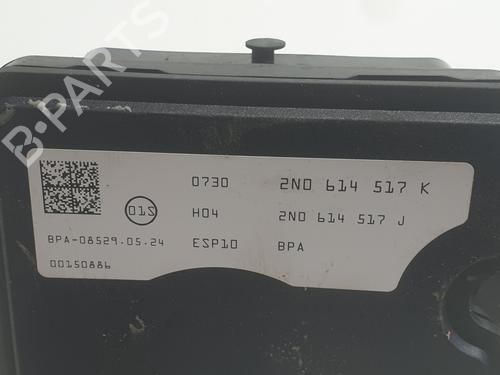 B-PARTS
0730 2N0 614 517 K
01S H04 2N0 614 517 J
BPA-08529.05.24 ESP10 BPA
00150886